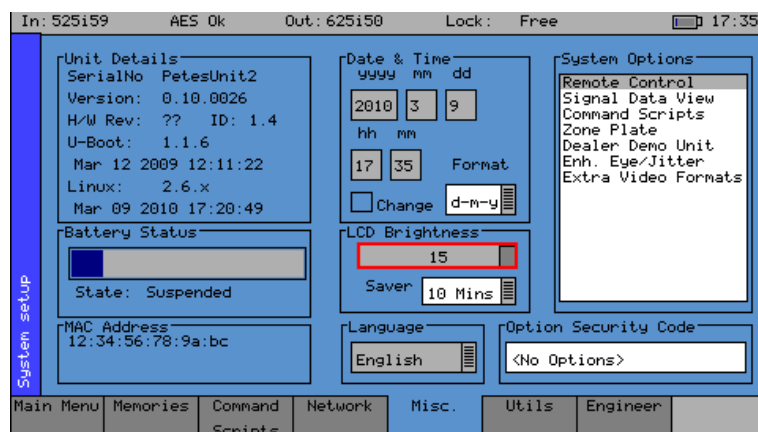 In: 525i59 AES Ok Out: 625i50 Lock: Free 17:35
Unit Details
SerialNo PetesUnit2
Version: 0.10.0026
H/W Rev: ?? ID: 1.4
U-Boot: 1.1.6
Mar 12 2009 12:11:22
Linux: 2.6.x
Mar 09 2010 17:20:49
Battery Status
State: Suspended
MAC Address
12:34:56:78:9a:bc
Date & Time
yyyy mm dd
2010 3 9
hh mm
17 35 Format
Change d-m-y
LCD Brightness
15
Saver 10 Mins
Language
English
System Options
Remote Control
Signal Data View
Command Scripts
Zone Plate
Dealer Demo Unit
Enh. Eye/Jitter
Extra Video Formats
Option Security Code
<No Options>
System setup
Main Menu Memories Command Network Misc. Utils Engineer
Scripts